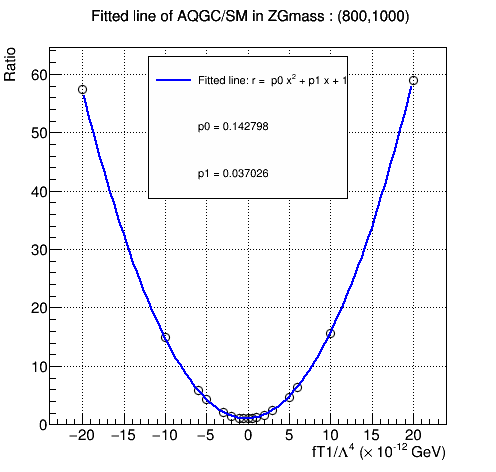 Fitted line of AQGC/SM in ZGmass : (800,1000)
Ratio
Fitted line: r = p0 x² + p1 x + 1
p0 = 0.142798
p1 = 0.037026
60
50
40
30
20
10
0
−20 −15 −10 −5 0 5 10 15 20
fT1/Λ⁴ (× 10⁻¹² GeV)